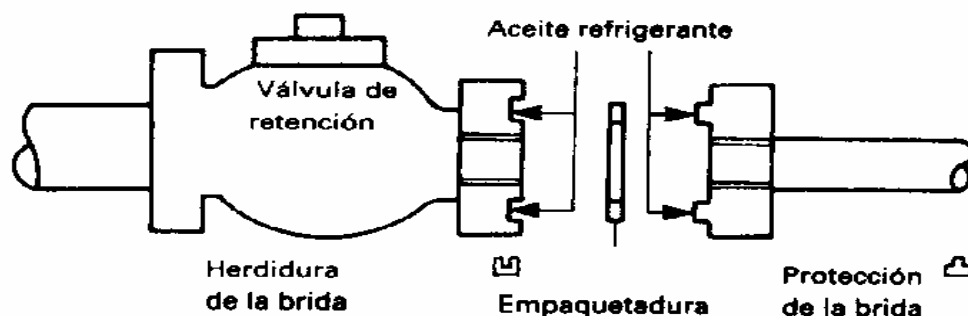 Aceite refrigerante
Válvula de
retención
Herdidura
de la brida
Empaquetadura
Protección
de la brida